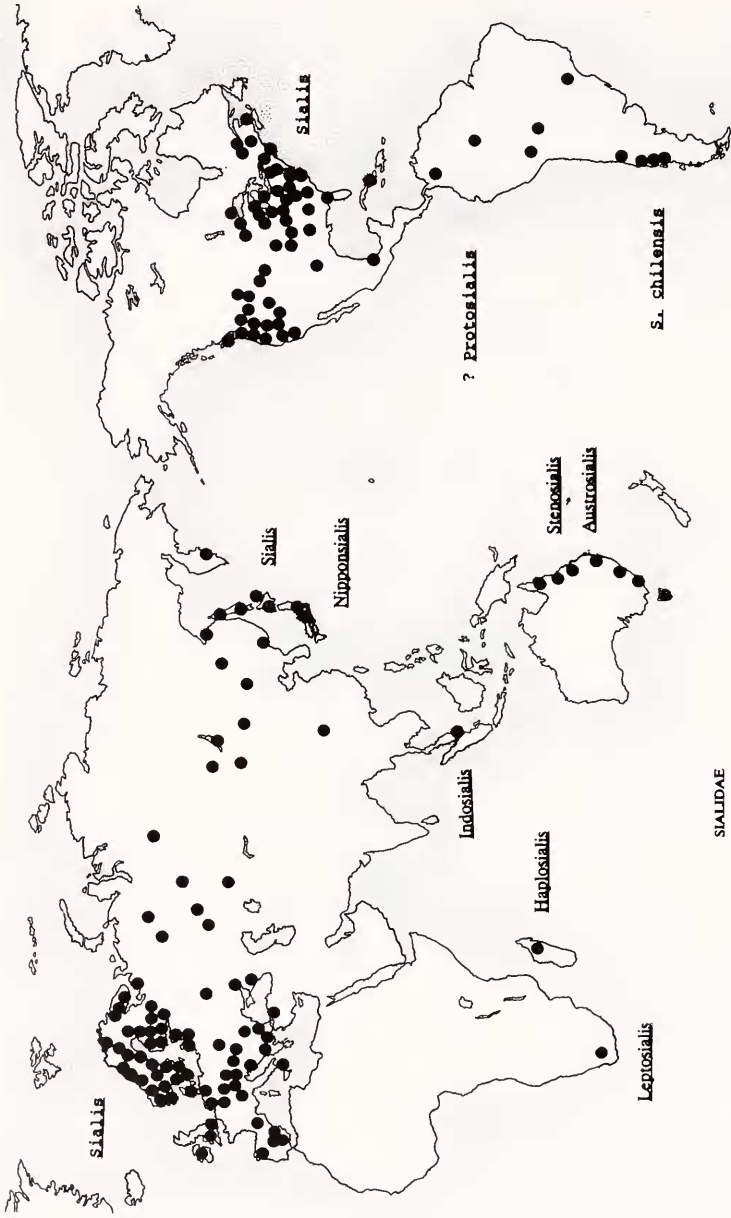 Sialis
Sialis
Sialis
Nipponsialis
? Protosialis
S. chilensis
Stenosialis
Austrosialis
Indosialis
Haplosialis
Leptosialis
SIALIDAE